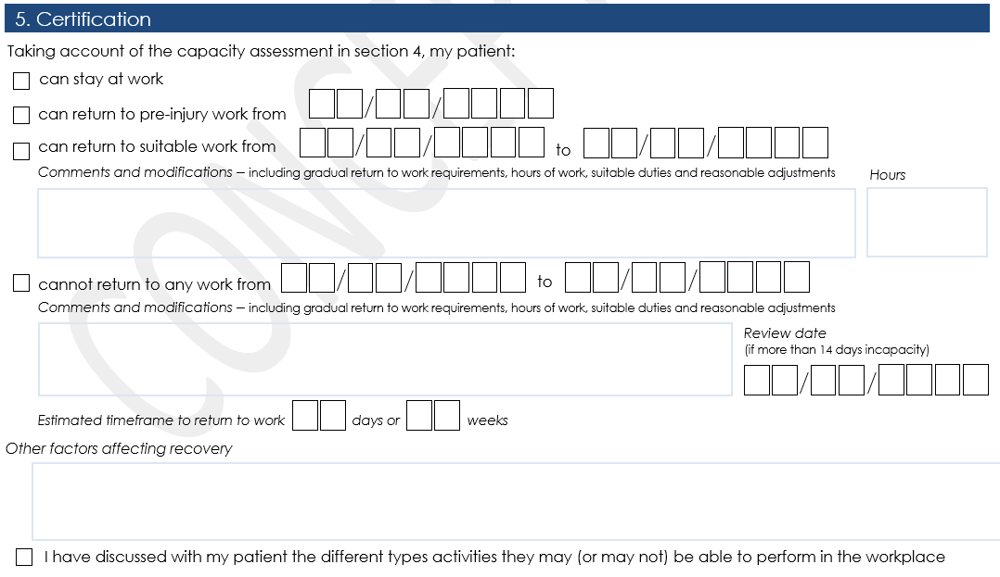 5. Certification
Taking account of the capacity assessment in section 4, my patient:
can stay at work
can return to pre-injury work from / /
can return to suitable work from / / to / /
Comments and modifications – including gradual return to work requirements, hours of work, suitable duties and reasonable adjustments Hours
cannot return to any work from / / to / /
Comments and modifications – including gradual return to work requirements, hours of work, suitable duties and reasonable adjustments
Review date
(if more than 14 days incapacity)
/ /
Estimated timeframe to return to work days or weeks
Other factors affecting recovery
I have discussed with my patient the different types activities they may (or may not) be able to perform in the workplace